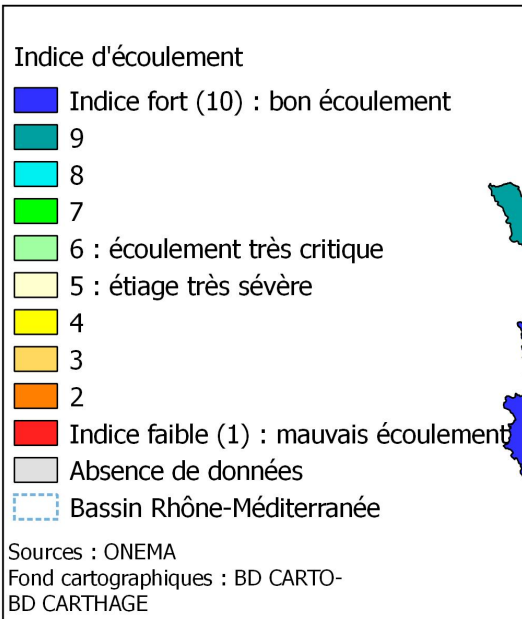 Indice d'écoulement
Indice fort (10) : bon écoulement
9
8
7
6 : écoulement très critique
5 : étiage très sévère
4
3
2
Indice faible (1) : mauvais écoulement
Absence de données
Bassin Rhône-Méditerranée
Sources : ONEMA
Fond cartographiques : BD CARTO-
BD CARTHAGE